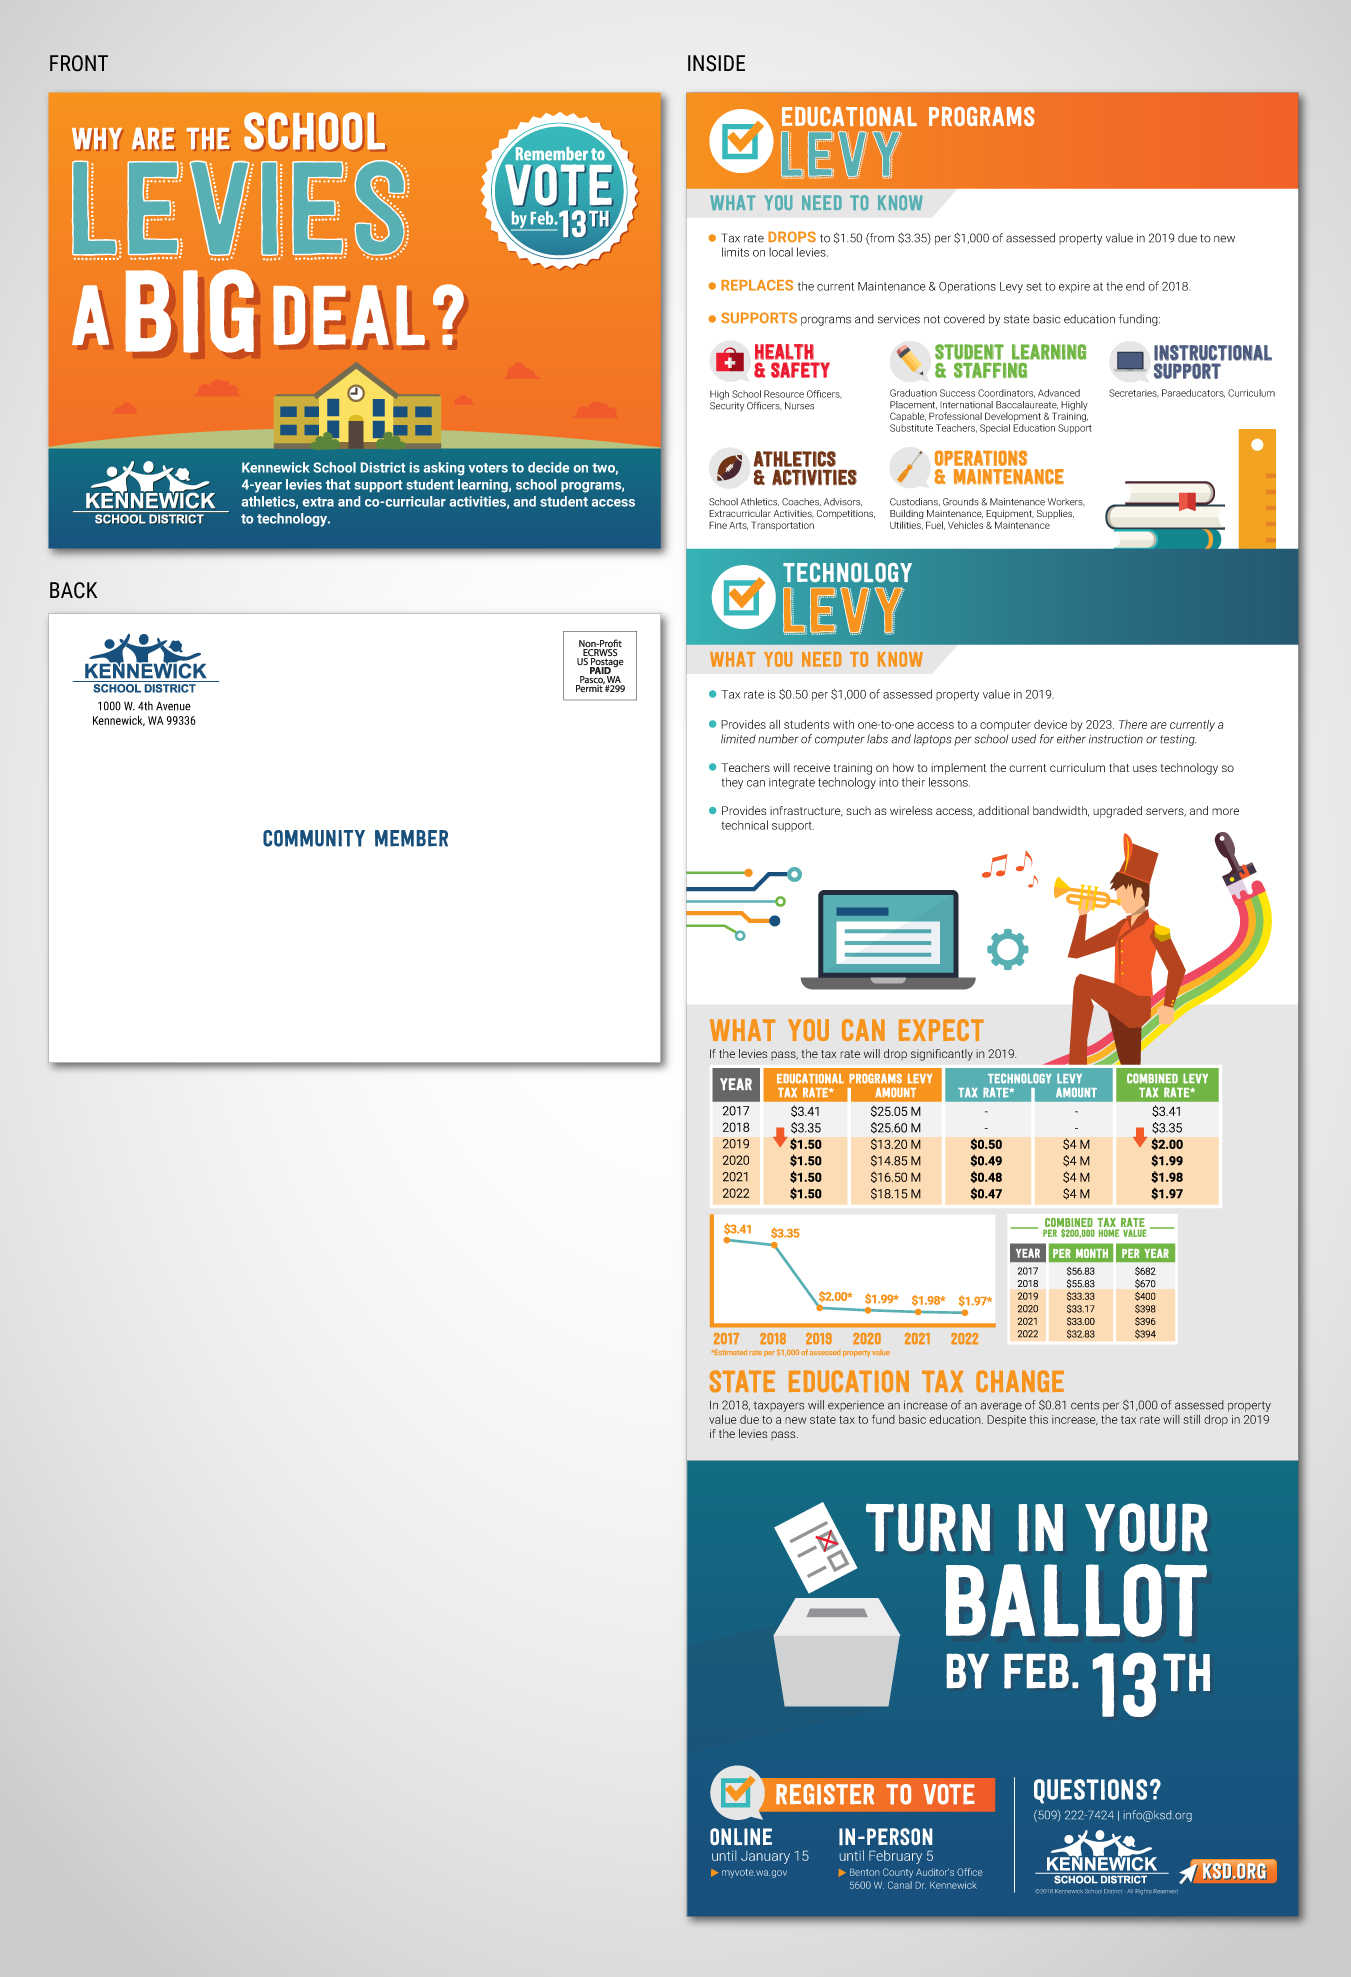 FRONT
WHY ARE THE SCHOOL
LEVIES
A BIG DEAL?
Remember to
VOTE
by Feb. 13TH
KENNEWICK
SCHOOL DISTRICT
Kennewick School District is asking voters to decide on two,
4-year levies that support student learning, school programs,
athletics, extra and co-curricular activities, and student access
to technology.
BACK
KENNEWICK
SCHOOL DISTRICT
1000 W. 4th Avenue
Kennewick, WA 99336
Non-Profit
ECRWSS
US Postage
PAID
Pasco, WA
Permit #299
COMMUNITY MEMBER
INSIDE
EDUCATIONAL PROGRAMS
LEVY
WHAT YOU NEED TO KNOW
Tax rate DROPS to $1.50 (from $3.35) per $1,000 of assessed property value in 2019 due to new
limits on local levies.
REPLACES the current Maintenance & Operations Levy set to expire at the end of 2018.
SUPPORTS programs and services not covered by state basic education funding:
HEALTH
& SAFETY
High School Resource Officers,
Security Officers, Nurses
STUDENT LEARNING
& STAFFING
Graduation Success Coordinators, Advanced
Placement, International Baccalaureate, Highly
Capable, Professional Development & Training,
Substitute Teachers, Special Education Support
INSTRUCTIONAL
SUPPORT
Secretaries, Paraeducators, Curriculum
ATHLETICS
& ACTIVITIES
School Athletics, Coaches, Advisors,
Extracurricular Activities, Competitions,
Fine Arts, Transportation
OPERATIONS
& MAINTENANCE
Custodians, Grounds & Maintenance Workers,
Building Maintenance, Equipment, Supplies,
Utilities, Fuel, Vehicles & Maintenance
TECHNOLOGY
LEVY
WHAT YOU NEED TO KNOW
Tax rate is $0.50 per $1,000 of assessed property value in 2019.
Provides all students with one-to-one access to a computer device by 2023. There are currently a
limited number of computer labs and laptops per school used for either instruction or testing.
Teachers will receive training on how to implement the current curriculum that uses technology so
they can integrate technology into their lessons.
Provides infrastructure, such as wireless access, additional bandwidth, upgraded servers, and more
technical support.
WHAT YOU CAN EXPECT
If the levies pass, the tax rate will drop significantly in 2019.
YEAR EDUCATIONAL PROGRAMS LEVY TECHNOLOGY LEVY COMBINED LEVY
TAX RATE* AMOUNT TAX RATE* AMOUNT TAX RATE*
2017 $3.41 $25.05 M - - $3.41
2018 $3.35 $25.60 M - - $3.35
2019 $1.50 $13.20 M $0.50 $4 M $2.00
2020 $1.50 $14.85 M $0.49 $4 M $1.99
2021 $1.50 $16.50 M $0.48 $4 M $1.98
2022 $1.50 $18.15 M $0.47 $4 M $1.97
$3.41 $3.35 $2.00* $1.99* $1.98* $1.97*
2017 2018 2019 2020 2021 2022
*Estimated rate per $1,000 of assessed property value
COMBINED TAX RATE
PER $200,000 HOME VALUE
YEAR PER MONTH PER YEAR
2017 $56.83 $682
2018 $55.83 $670
2019 $33.33 $400
2020 $33.17 $398
2021 $33.00 $396
2022 $32.83 $394
STATE EDUCATION TAX CHANGE
In 2018, taxpayers will experience an increase of an average of $0.81 cents per $1,000 of assessed property
value due to a new state tax to fund basic education. Despite this increase, the tax rate will still drop in 2019
if the levies pass.
TURN IN YOUR
BALLOT
BY FEB. 13TH
REGISTER TO VOTE
ONLINE
until January 15
myvote.wa.gov
IN-PERSON
until February 5
Benton County Auditor's Office
5600 W. Canal Dr. Kennewick
QUESTIONS?
(509) 222-7424 | info@ksd.org
KENNEWICK
SCHOOL DISTRICT
KSD.ORG
©2018 Kennewick School District - All Rights Reserved